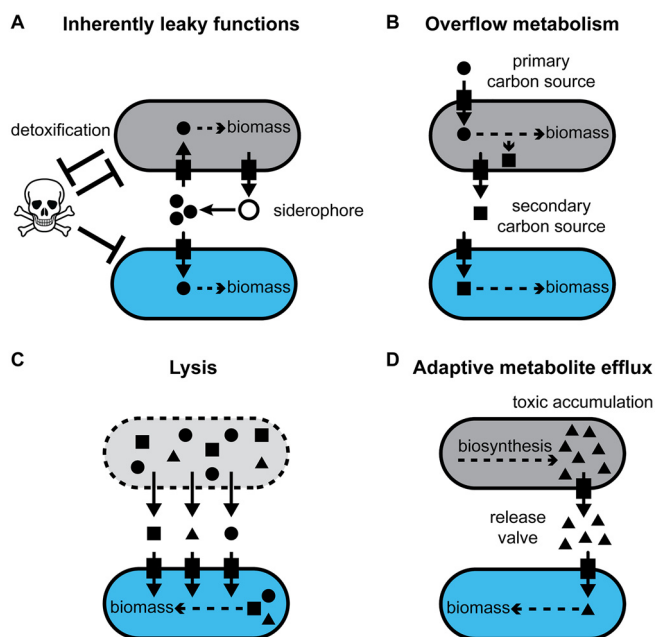 A Inherently leaky functions
detoxification
biomass
siderophore
biomass
B Overflow metabolism
primary
carbon source
biomass
secondary
carbon source
biomass
C Lysis
biomass
D Adaptive metabolite efflux
toxic accumulation
biosynthesis
release
valve
biomass